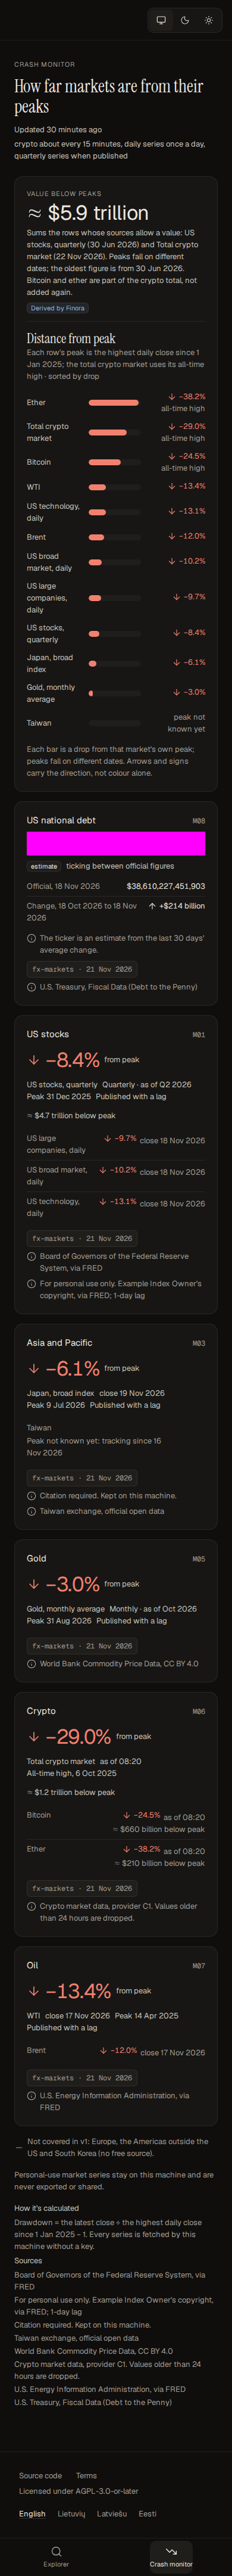 CRASH MONITOR
How far markets are from their
peaks
Updated 30 minutes ago
crypto about every 15 minutes, daily series once a day,
quarterly series when published
VALUE BELOW PEAKS
≈ $5.9 trillion
Sums the rows whose sources allow a value: US
stocks, quarterly (30 Jun 2026) and Total crypto
market (22 Nov 2026). Peaks fall on different
dates; the oldest figure is from 30 Jun 2026.
Bitcoin and ether are part of the crypto total, not
added again.
Derived by Finora
Distance from peak
Each row's peak is the highest daily close since 1
Jan 2025; the total crypto market uses its all-time
high · sorted by drop
Ether ↓ −38.2%
all-time high
Total crypto
market ↓ −29.0%
all-time high
Bitcoin ↓ −24.5%
all-time high
WTI ↓ −13.4%
US technology,
daily ↓ −13.1%
Brent ↓ −12.0%
US broad
market, daily ↓ −10.2%
US large
companies,
daily ↓ −9.7%
US stocks,
quarterly ↓ −8.4%
Japan, broad
index ↓ −6.1%
Gold, monthly
average ↓ −3.0%
Taiwan peak not
known yet
Each bar is a drop from that market's own peak;
peaks fall on different dates. Arrows and signs
carry the direction, not colour alone.
US national debt M08
estimate ticking between official figures
Official, 18 Nov 2026 $38,610,227,451,903
Change, 18 Oct 2026 to 18 Nov
2026 ↑ +$214 billion
The ticker is an estimate from the last 30 days'
average change.
fx-markets · 21 Nov 2026
U.S. Treasury, Fiscal Data (Debt to the Penny)
US stocks M01
↓ −8.4% from peak
US stocks, quarterly Quarterly · as of Q2 2026
Peak 31 Dec 2025 Published with a lag
≈ $4.7 trillion below peak
US large
companies, daily ↓ −9.7% close 18 Nov 2026
US broad market,
daily ↓ −10.2% close 18 Nov 2026
US technology,
daily ↓ −13.1% close 18 Nov 2026
fx-markets · 21 Nov 2026
Board of Governors of the Federal Reserve
System, via FRED
For personal use only. Example Index Owner's
copyright, via FRED; 1-day lag
Asia and Pacific M03
↓ −6.1% from peak
Japan, broad index close 19 Nov 2026
Peak 9 Jul 2026 Published with a lag
Taiwan
Peak not known yet: tracking since 16
Nov 2026
fx-markets · 21 Nov 2026
Citation required. Kept on this machine.
Taiwan exchange, official open data
Gold M05
↓ −3.0% from peak
Gold, monthly average Monthly · as of Oct 2026
Peak 31 Aug 2026 Published with a lag
fx-markets · 21 Nov 2026
World Bank Commodity Price Data, CC BY 4.0
Crypto M06
↓ −29.0% from peak
Total crypto market as of 08:20
All-time high, 6 Oct 2025
≈ $1.2 trillion below peak
Bitcoin ↓ −24.5% as of 08:20
≈ $660 billion below peak
Ether ↓ −38.2% as of 08:20
≈ $210 billion below peak
fx-markets · 21 Nov 2026
Crypto market data, provider C1. Values older
than 24 hours are dropped.
Oil M07
↓ −13.4% from peak
WTI close 17 Nov 2026 Peak 14 Apr 2025
Published with a lag
Brent ↓ −12.0% close 17 Nov 2026
fx-markets · 21 Nov 2026
U.S. Energy Information Administration, via
FRED
Not covered in v1: Europe, the Americas outside the
US and South Korea (no free source).
Personal-use market series stay on this machine and are
never exported or shared.
How it's calculated
Drawdown = the latest close ÷ the highest daily close
since 1 Jan 2025 − 1. Every series is fetched by this
machine without a key.
Sources
Board of Governors of the Federal Reserve System, via
FRED
For personal use only. Example Index Owner's copyright,
via FRED; 1-day lag
Citation required. Kept on this machine.
Taiwan exchange, official open data
World Bank Commodity Price Data, CC BY 4.0
Crypto market data, provider C1. Values older than 24
hours are dropped.
U.S. Energy Information Administration, via FRED
U.S. Treasury, Fiscal Data (Debt to the Penny)
Source code Terms
Licensed under AGPL-3.0-or-later
English Lietuvių Latviešu Eesti
Explorer Crash monitor